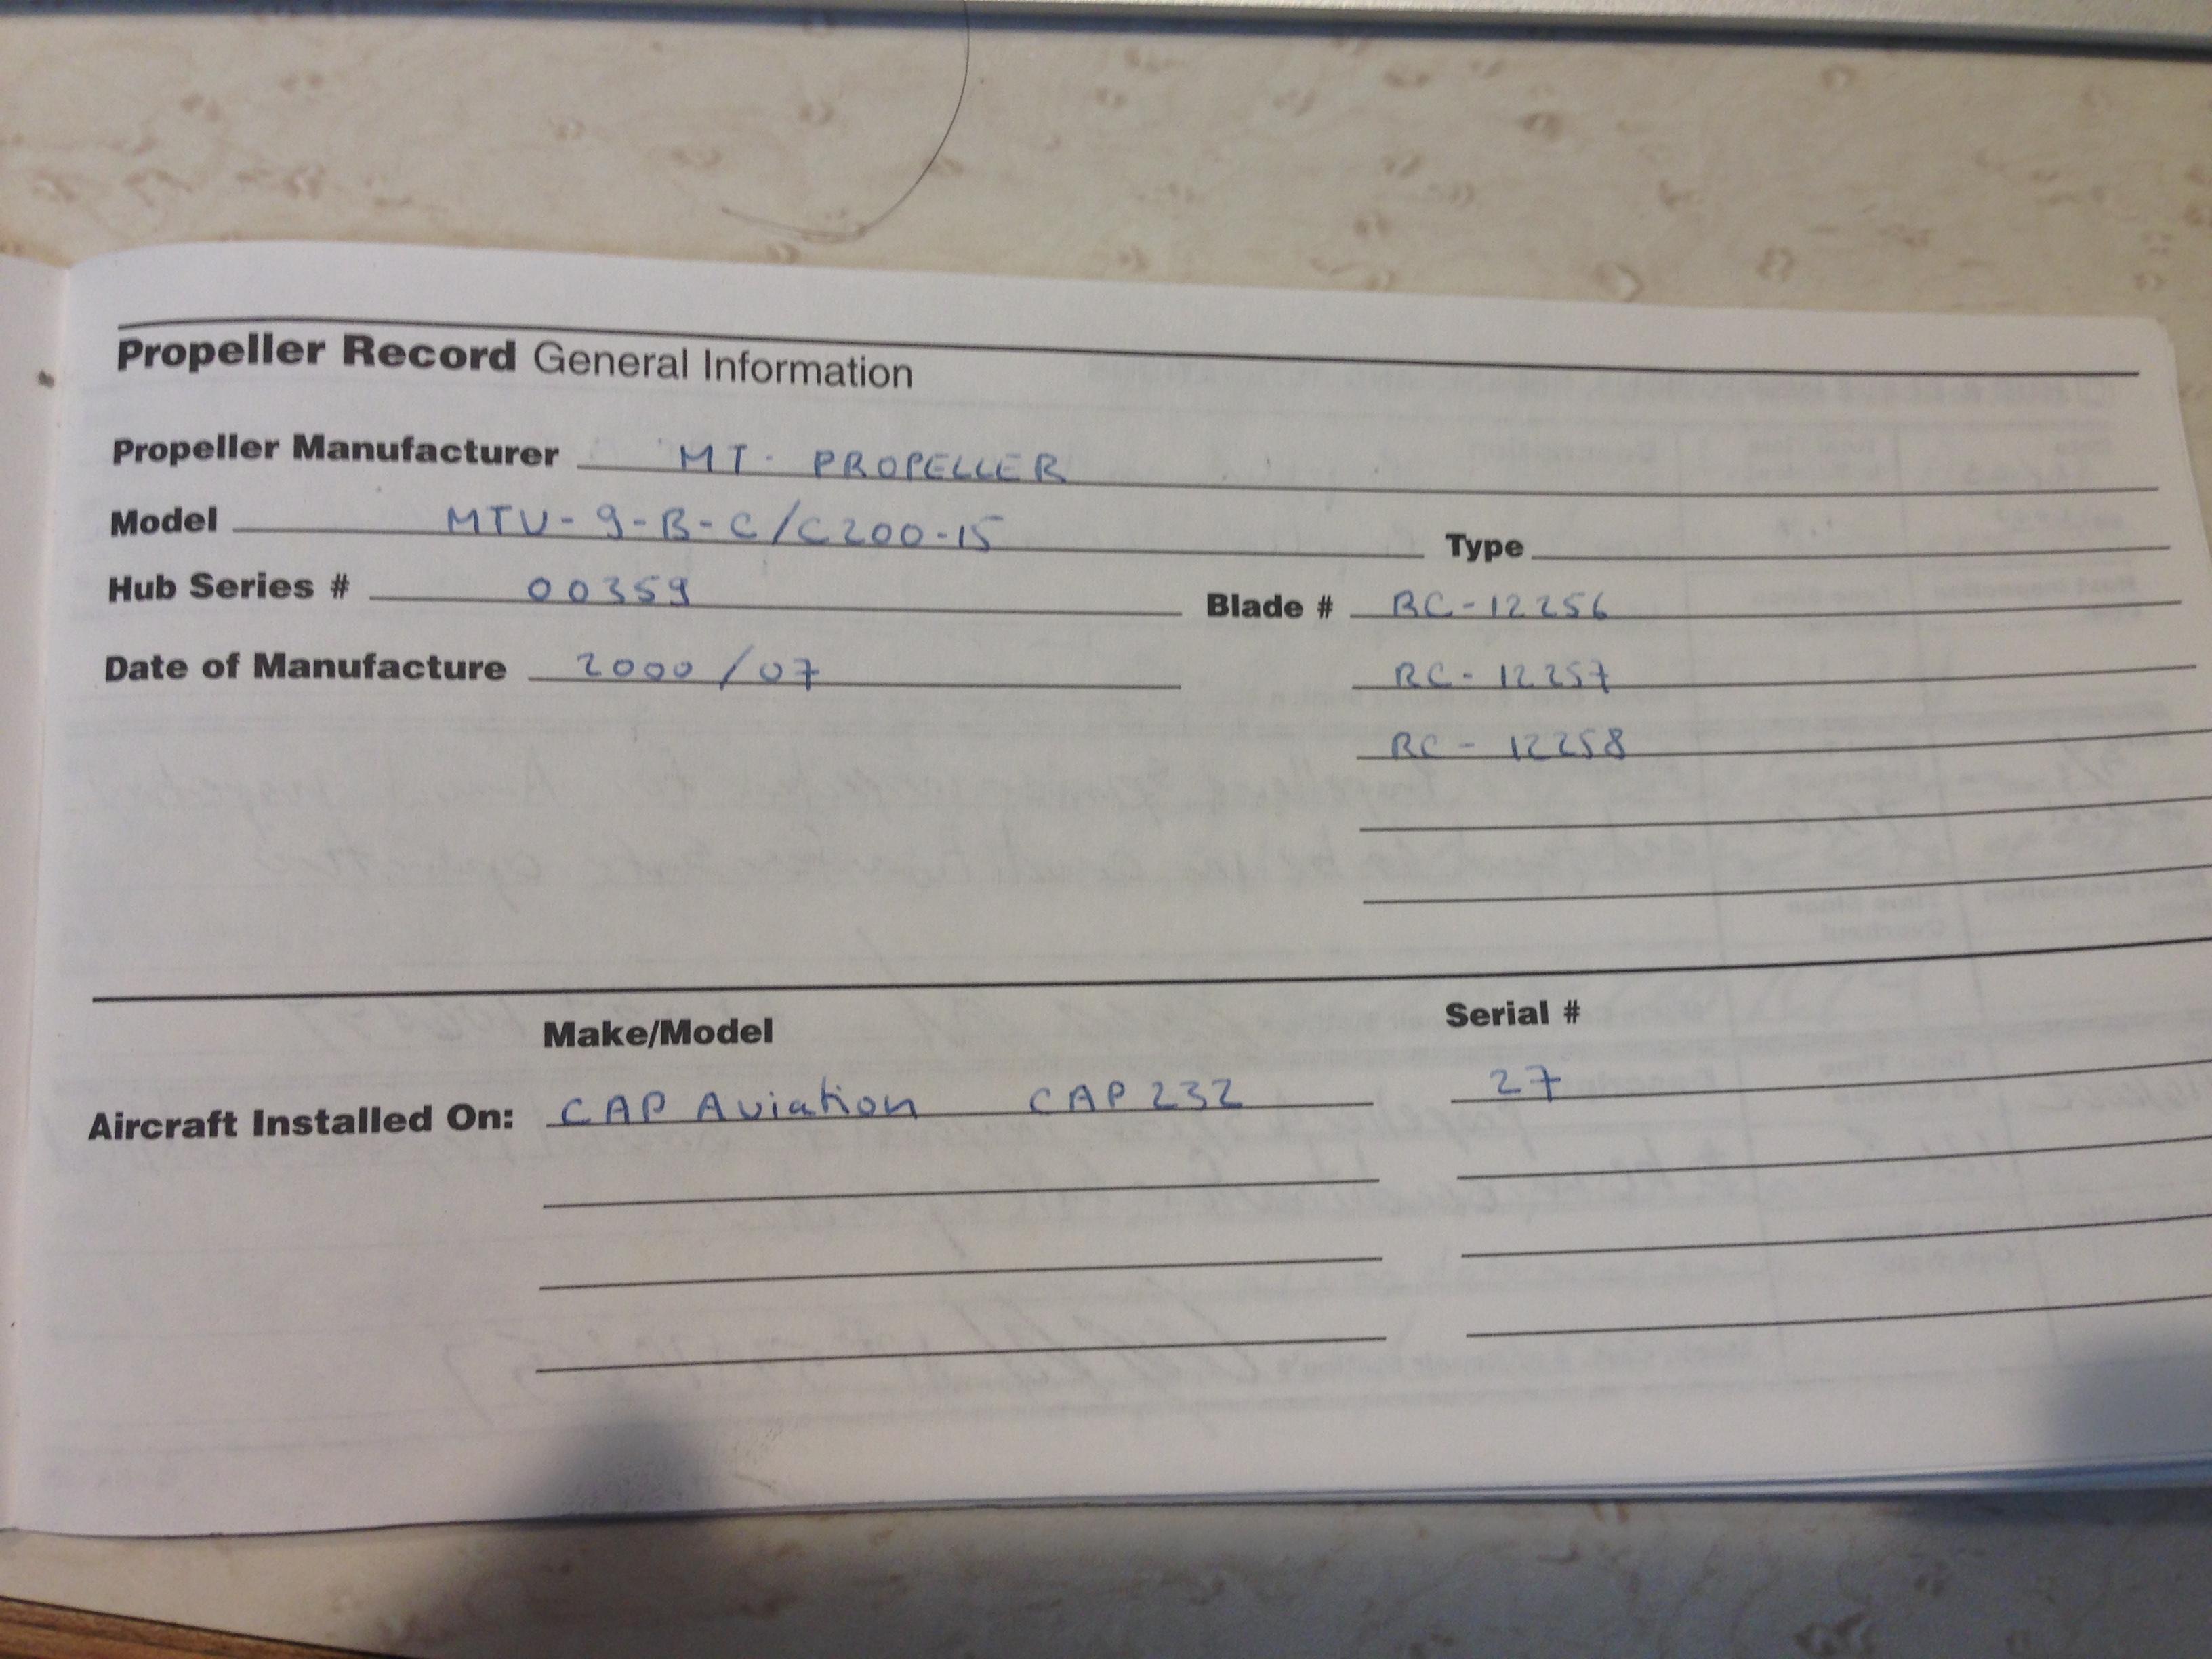 Propeller Record General Information
Propeller Manufacturer MT. PROPELLER
Model MTV-9-B-C/C200-15 Type
Hub Series # 00359 Blade # RC-12256
Date of Manufacture 2000/07 RC-12257
RC-12258
Make/Model Serial #
Aircraft Installed On: CAP Aviation CAP 232 27